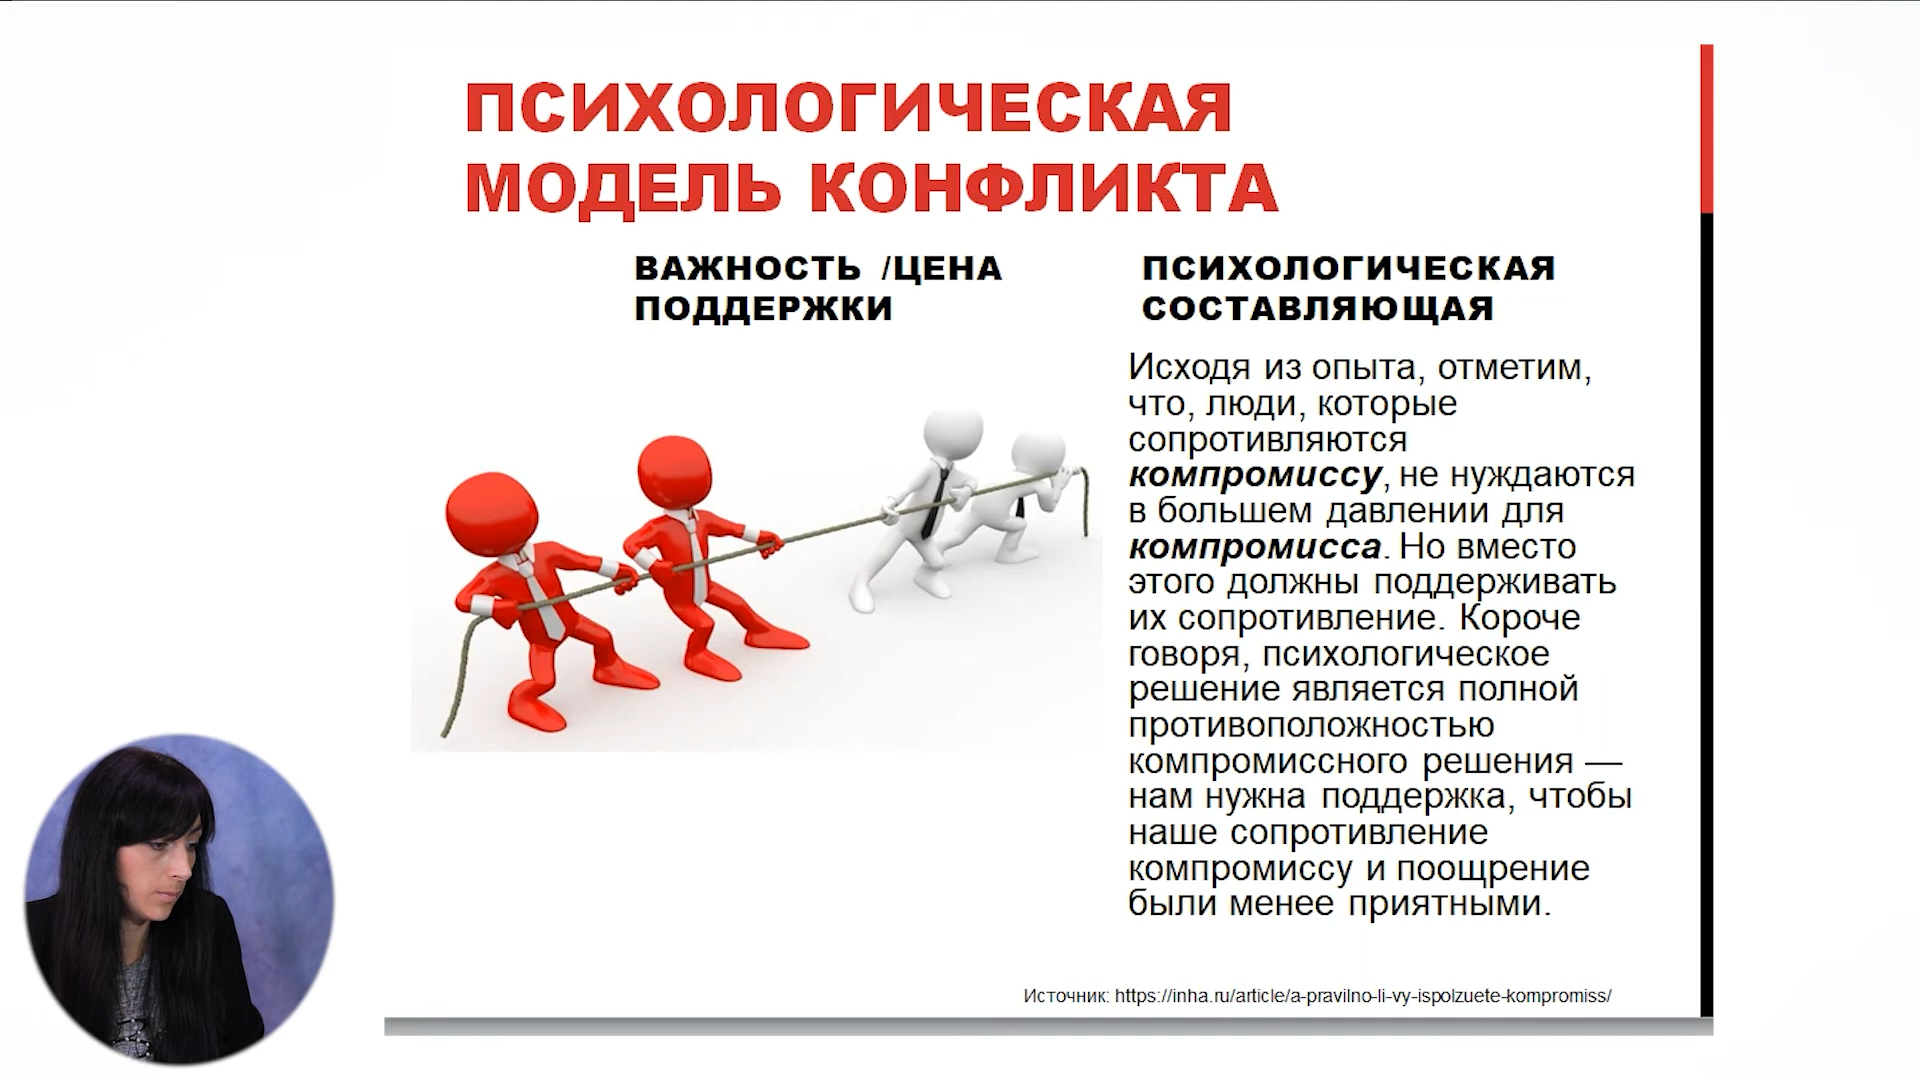 ПСИХОЛОГИЧЕСКАЯ
МОДЕЛЬ КОНФЛИКТА
ВАЖНОСТЬ /ЦЕНА
ПОДДЕРЖКИ
ПСИХОЛОГИЧЕСКАЯ
СОСТАВЛЯЮЩАЯ
Исходя из опыта, отметим,
что, люди, которые
сопротивляются
компромиссу, не нуждаются
в большем давлении для
компромисса. Но вместо
этого должны поддерживать
их сопротивление. Короче
говоря, психологическое
решение является полной
противоположностью
компромиссного решения —
нам нужна поддержка, чтобы
наше сопротивление
компромиссу и поощрение
были менее приятными.
Источник: https://inha.ru/article/a-pravilno-li-vy-ispolzuete-kompromiss/